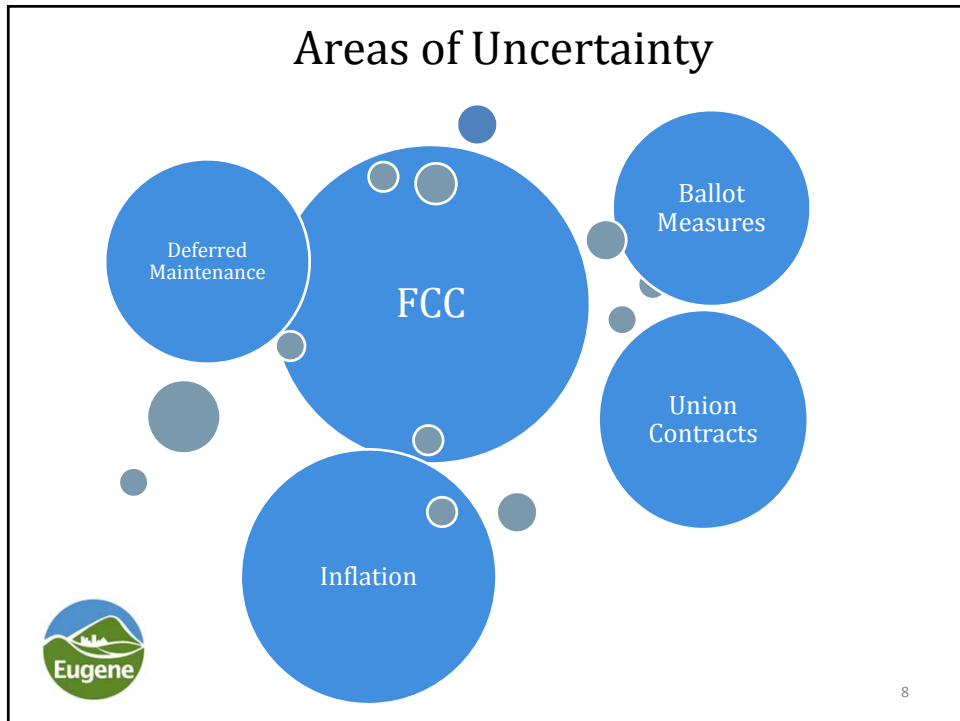 Areas of Uncertainty
Deferred
Maintenance
FCC
Ballot
Measures
Union
Contracts
Inflation
Eugene
8